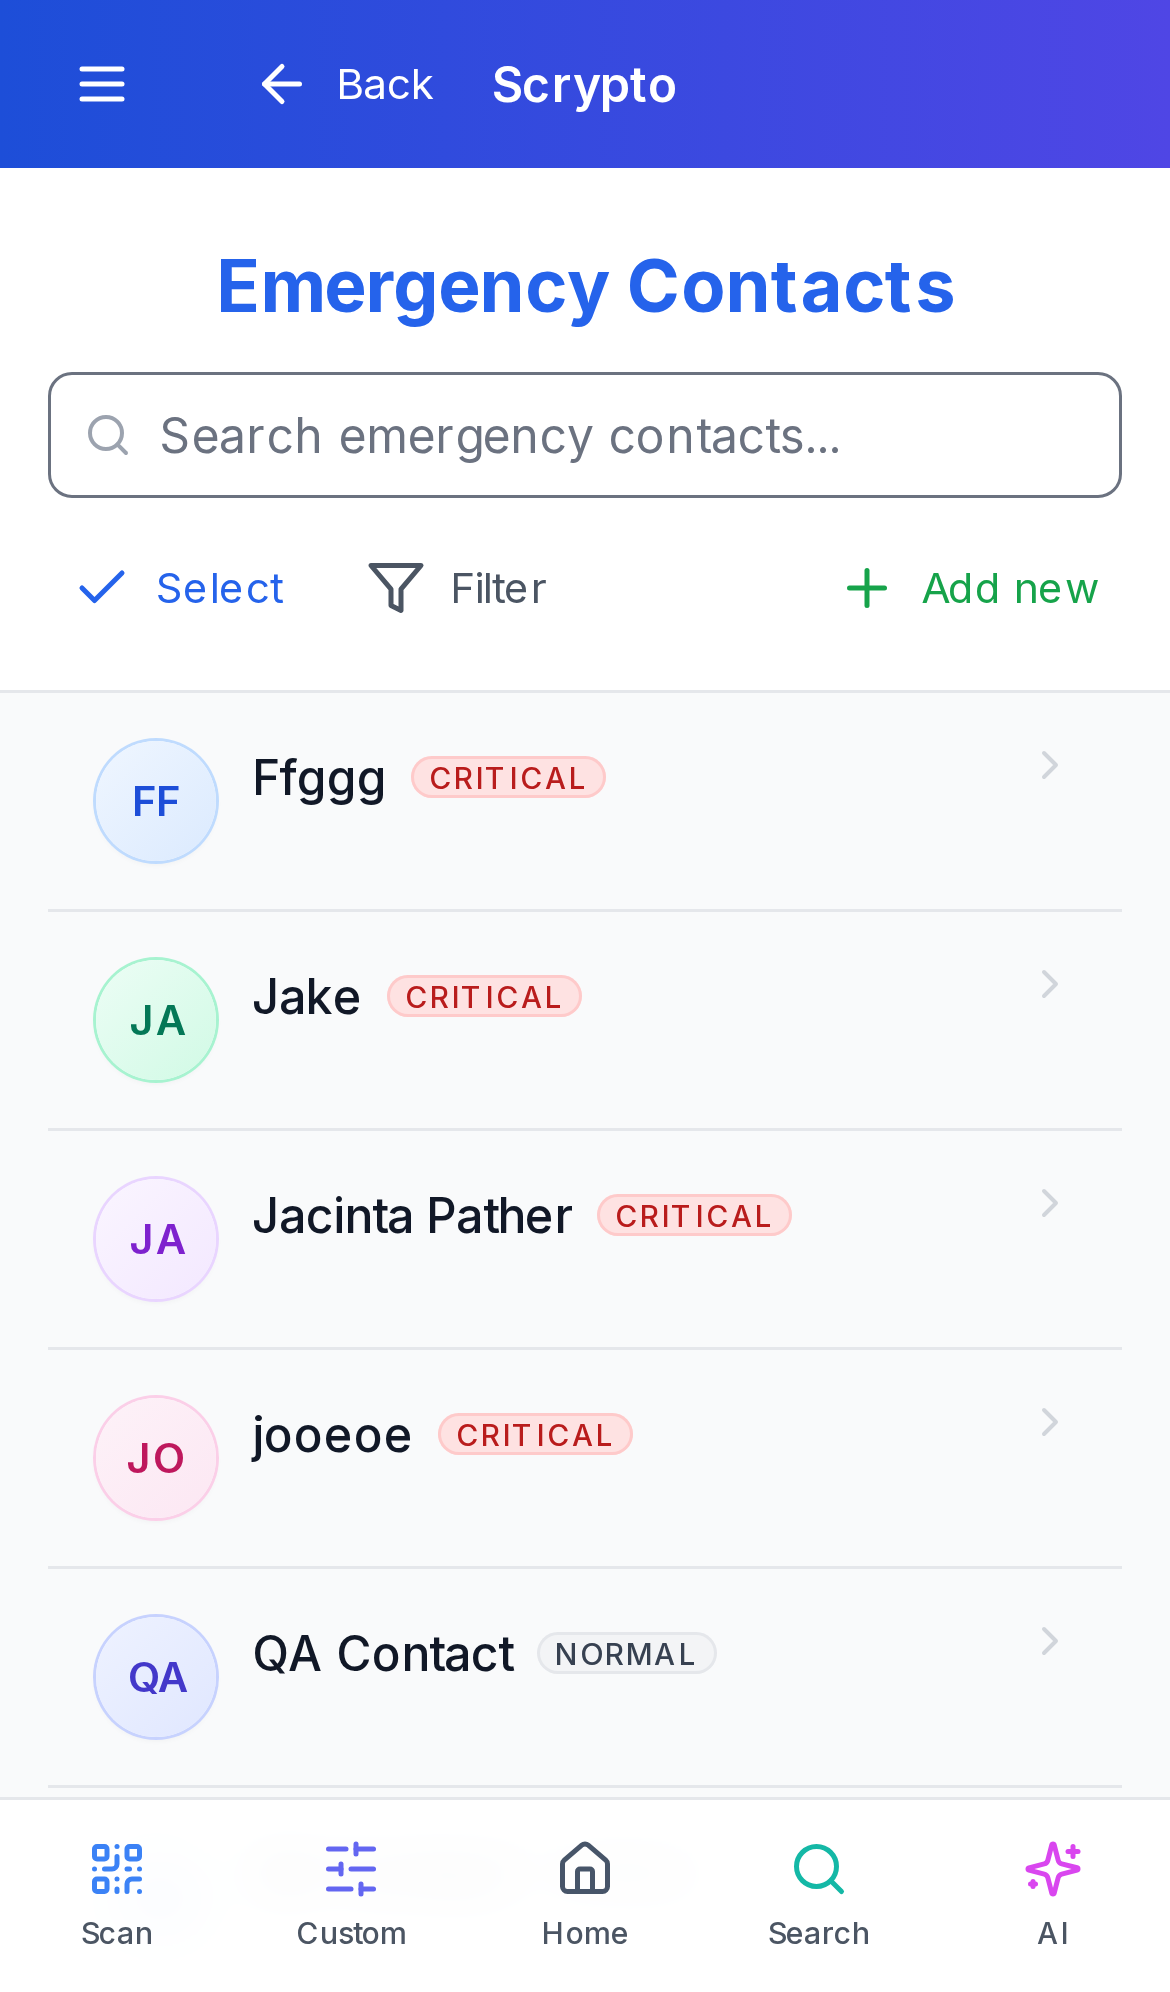 Back Scrypto
Emergency Contacts
Search emergency contacts...
Select Filter Add new
FF Ffggg CRITICAL
JA Jake CRITICAL
JA Jacinta Pather CRITICAL
JO jooeoe CRITICAL
QA QA Contact NORMAL
Scan Custom Home Search AI